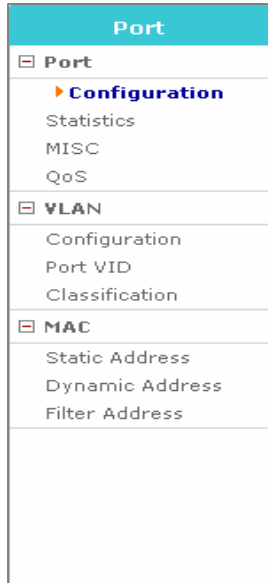 Port
Port
Configuration
Statistics
MISC
QoS
VLAN
Configuration
Port VID
Classification
MAC
Static Address
Dynamic Address
Filter Address